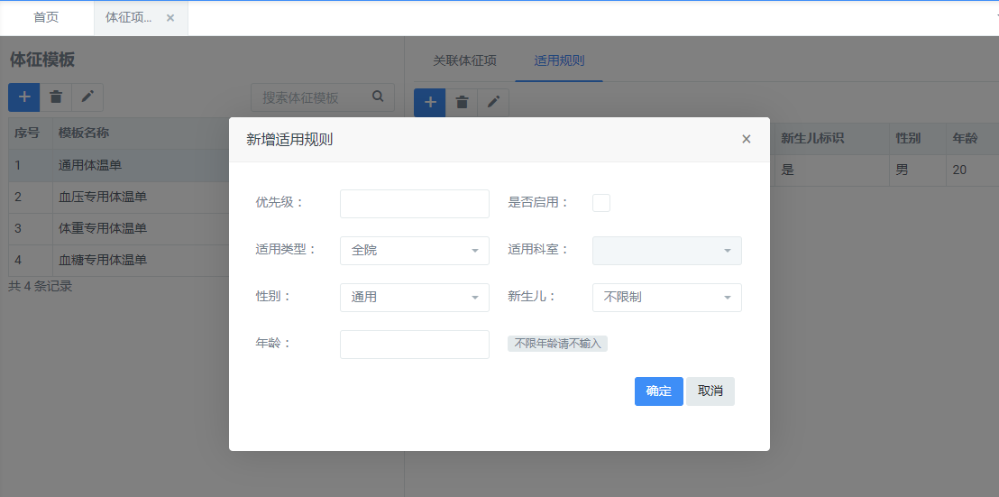 首页
体征项... ×
体征模板
搜索体征模板
序号 模板名称
1 通用体温单
2 血压专用体温单
3 体重专用体温单
4 血糖专用体温单
共 4 条记录
关联体征项 适用规则
新生儿标识 性别 年龄
是 男 20
新增适用规则 ×
优先级： 是否启用：
适用类型： 全院 适用科室：
性别： 通用 新生儿： 不限制
年龄： 不限年龄请不输入
确定 取消